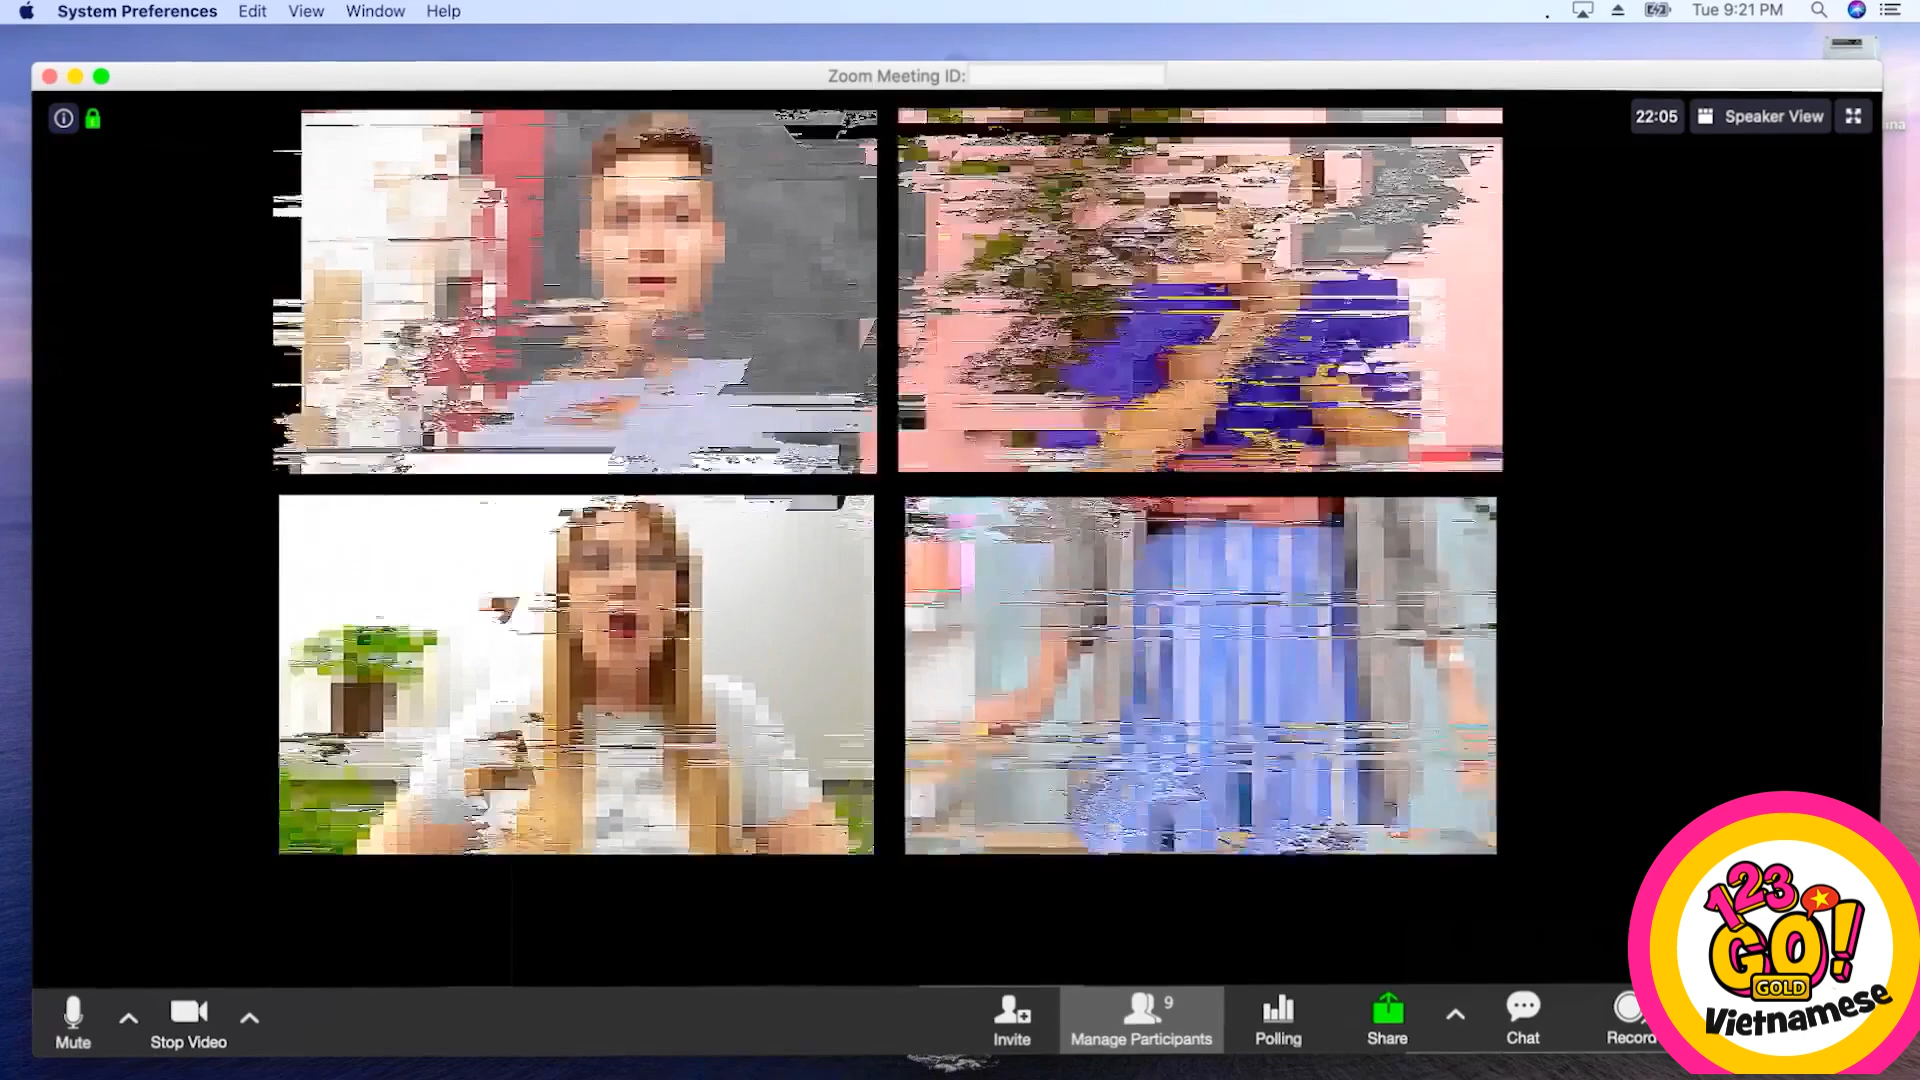 System Preferences Edit View Window Help
Tue 9:21 PM
Zoom Meeting ID:
22:05 Speaker View
Mute
Stop Video
Invite
9
Manage Participants
Polling
Share
Chat
Record
123
GO!
GOLD
Vietnamese